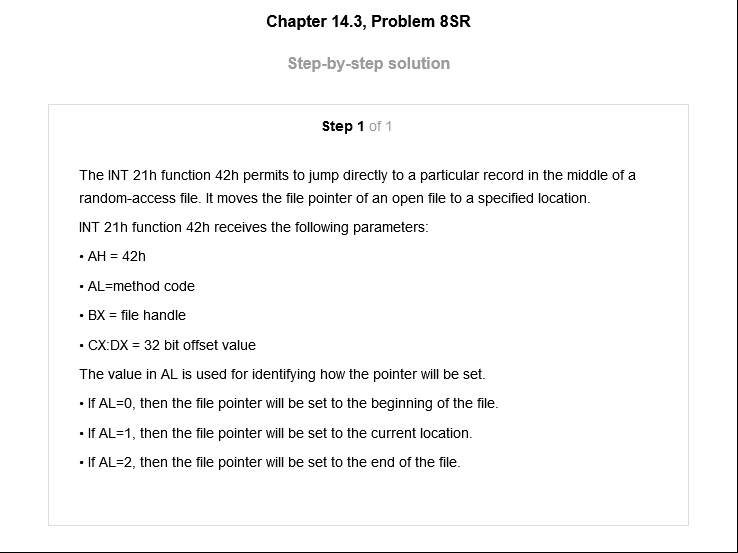 Chapter 14.3, Problem 8SR
Step-by-step solution
Step 1 of 1
The INT 21h function 42h permits to jump directly to a particular record in the middle of a
random-access file. It moves the file pointer of an open file to a specified location.
INT 21h function 42h receives the following parameters:
• AH = 42h
• AL=method code
• BX = file handle
• CX:DX = 32 bit offset value
The value in AL is used for identifying how the pointer will be set.
• If AL=0, then the file pointer will be set to the beginning of the file.
• If AL=1, then the file pointer will be set to the current location.
• If AL=2, then the file pointer will be set to the end of the file.